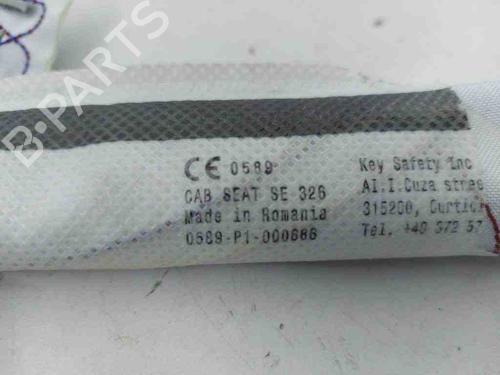 B-PARTS
CE 0589
CAB SEAT SE 326
Made in Romania
0589-P1-000686
Key Safety Inc
Al.I.Cuza stree
315200, Curtic
Tel. +40 372 57